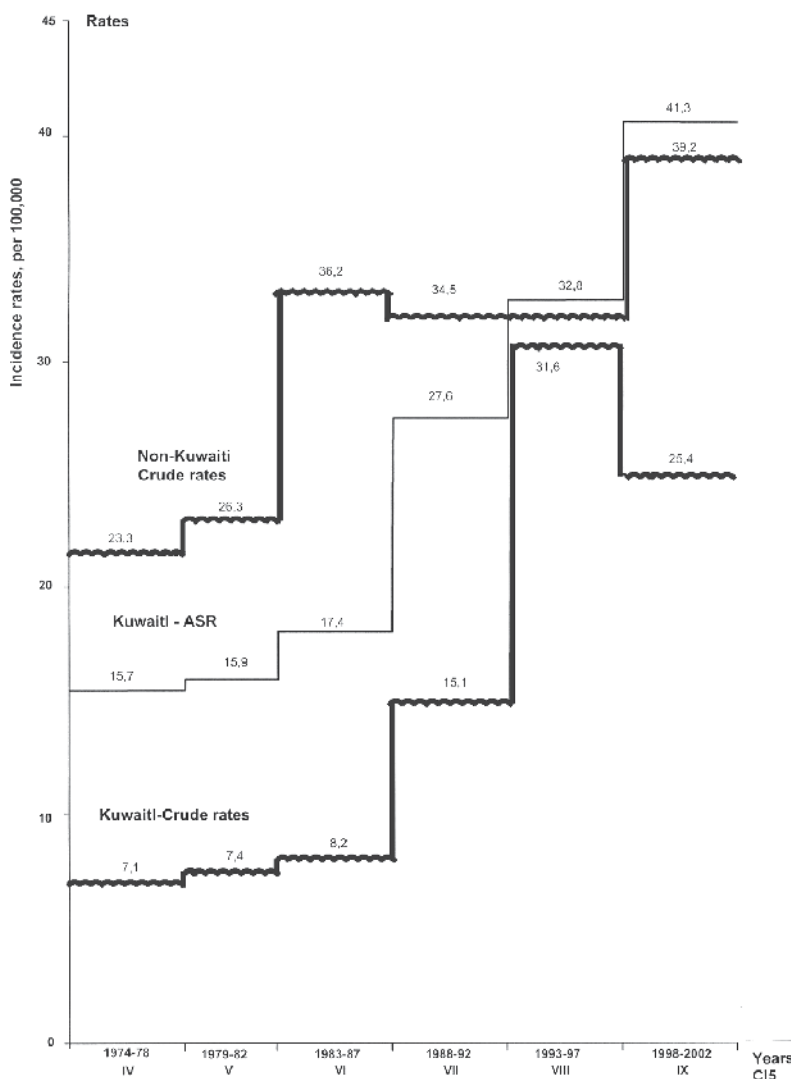 45 Rates
41,3
40
39,2
36,2
34,5
32,8
Incidence rates, per 100,000
30
31,6
27,6
Non-Kuwaiti
Crude rates
26,3
25,4
23,3
20
Kuwaiti - ASR
17,4
15,7
15,9
15,1
10
Kuwaiti-Crude rates
7,1
7,4
8,2
0
1974-78 1979-82 1983-87 1988-92 1993-97 1998-2002 Years
IV V VI VII VIII IX CI5